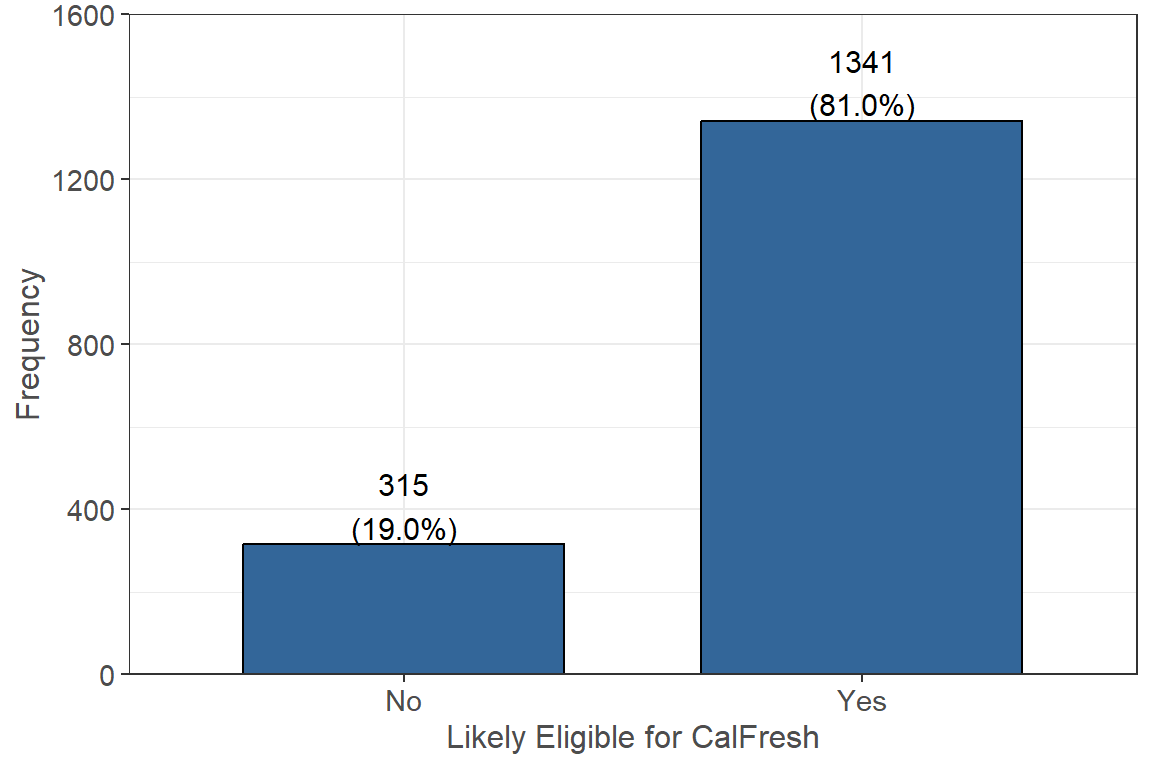 1600
1200
800
400
0
Frequency
1341
(81.0%)
315
(19.0%)
No
Yes
Likely Eligible for CalFresh